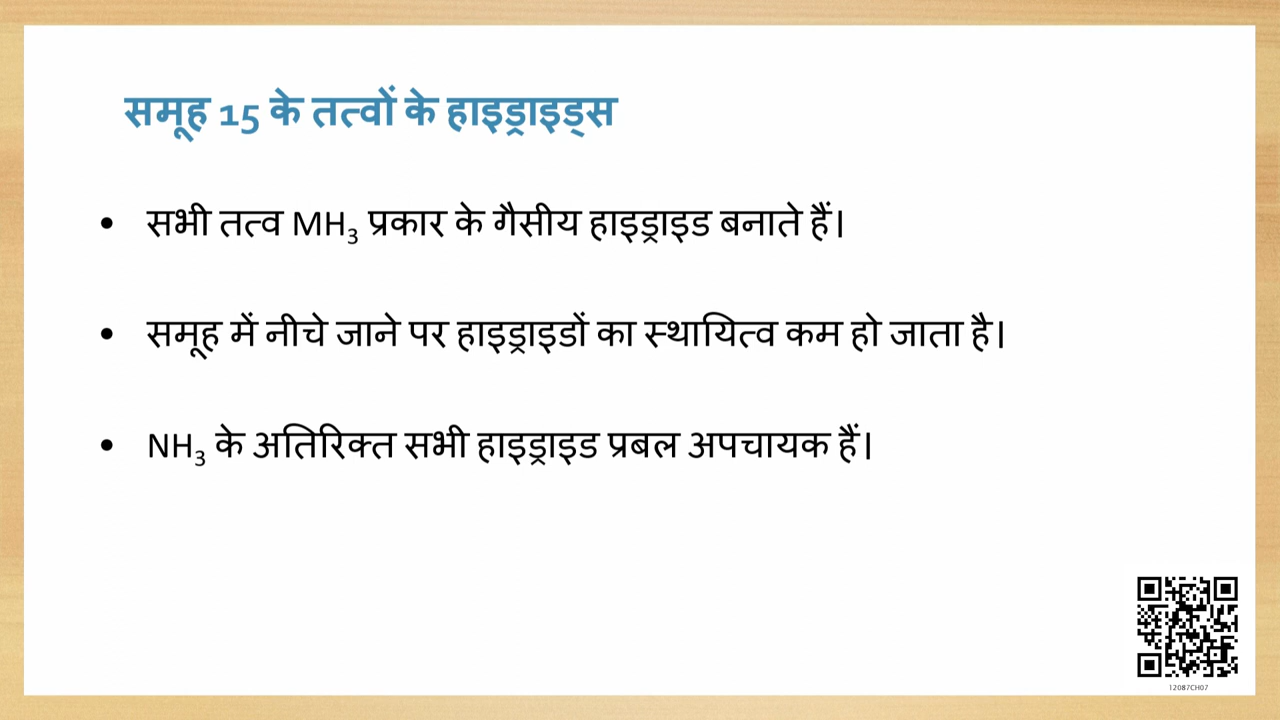 समूह 15 के तत्वों के हाइड्राइड्स
• सभी तत्व MH₃ प्रकार के गैसीय हाइड्राइड बनाते हैं।
• समूह में नीचे जाने पर हाइड्राइडों का स्थायित्व कम हो जाता है।
• NH₃ के अतिरिक्त सभी हाइड्राइड प्रबल अपचायक हैं।
12087CH07